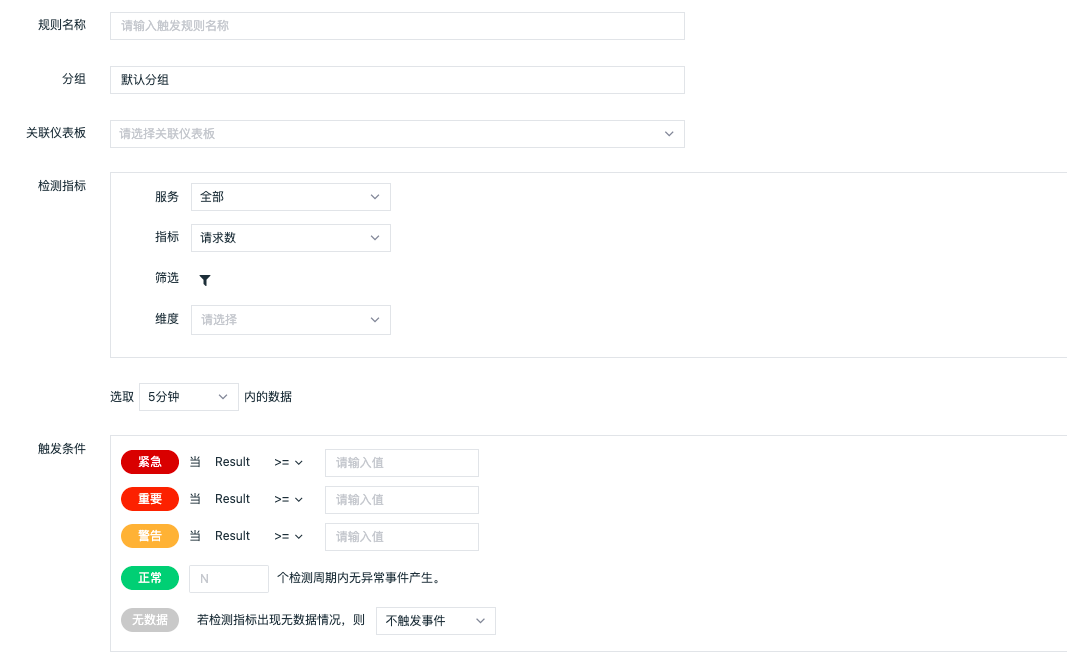 规则名称 请输入触发规则名称
分组 默认分组
关联仪表板 请选择关联仪表板
检测指标
服务 全部
指标 请求数
筛选
维度 请选择
选取 5分钟 内的数据
触发条件
紧急 当 Result >= 请输入值
重要 当 Result >= 请输入值
警告 当 Result >= 请输入值
正常 N 个检测周期内无异常事件产生。
无数据 若检测指标出现无数据情况，则 不触发事件